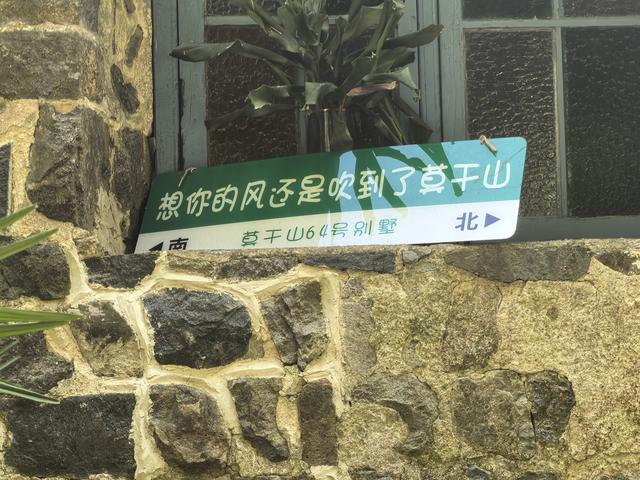 想你的风还是吹到了莫干山
◀南 莫干山64号别墅 北▶